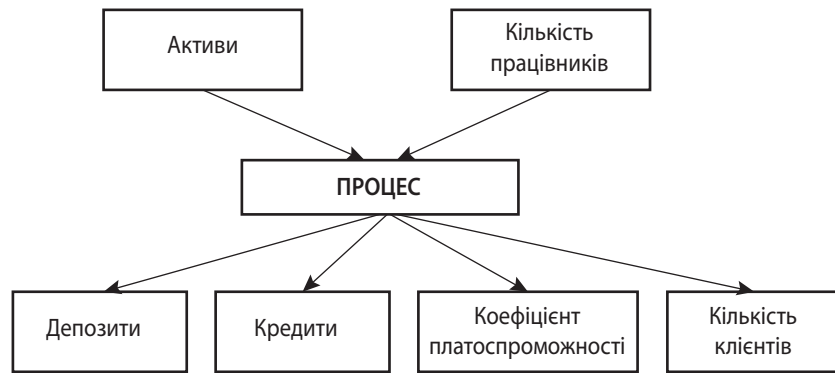 Активи
Кількість
працівників
ПРОЦЕС
Депозити
Кредити
Коефіцієнт
платоспроможності
Кількість
клієнтів